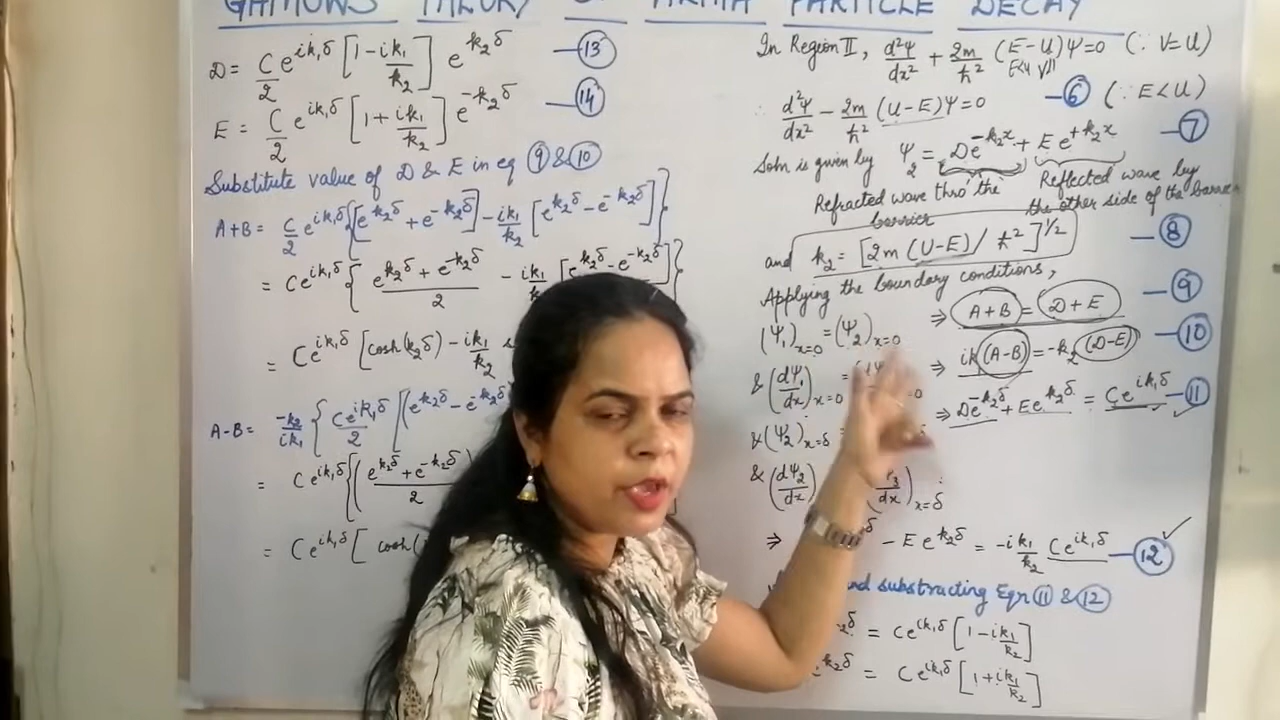 GAMOWS THEORY OF ALPHA PARTICLE DECAY
D = C/2 e^{ik₁δ} [1 - ik₁/k₂] e^{k₂δ} — 13
E = C/2 e^{ik₁δ} [1 + ik₁/k₂] e^{-k₂δ} — 14
Substitute value of D & E in eq 9 & 10
A+B = C/2 e^{ik₁δ} {[e^{k₂δ} + e^{-k₂δ}] - ik₁/k₂ [e^{k₂δ} - e^{-k₂δ}]}
= Ce^{ik₁δ} { (e^{k₂δ} + e^{-k₂δ})/2 - ik₁/ [e^{k₂δ} - e^{-k₂δ}] }
= Ce^{ik₁δ} [cosh(k₂δ) - ik₁/k₂ s
A-B = -k₂/ik₁ { Ce^{ik₁δ}/2 [(e^{k₂δ} - e^{-k₂δ}
= Ce^{ik₁δ} {( (e^{k₂δ} + e^{-k₂δ})/2
= Ce^{ik₁δ} [ cosh(
In Region II, d²ψ/dx² + 2m/ħ² (E-U)ψ=0 (∵ V=U)
∴ d²ψ/dx² - 2m/ħ² (U-E)ψ=0 — 6 (∵ E<U)
Soln is given by ψ₂ = De^{-k₂x} + Ee^{+k₂x} — 7
Refracted wave thro' the barrier
Reflected wave by the other side of the barrier
and k₂ = [2m (U-E)/ħ²]^{1/2} — 8
Applying the boundary conditions,
(ψ₁)_{x=0} = (ψ₂)_{x=0} ⇒ A+B = D+E — 9
& (dψ₁/dx)_{x=0} = ⇒ ik(A-B) = -k₂(D-E) — 10
& (ψ₂)_{x=δ} = ⇒ De^{-k₂δ} + Ee^{k₂δ} = Ce^{ik₁δ} — 11
& (dψ₂/dx) /dx)_{x=δ}
⇒ - Ee^{k₂δ} = -ik₁/k₂ Ce^{ik₁δ} — 12
and substracting Eqn 11 & 12
= Ce^{ik₁δ} [1 - ik₁/k₂]
e^{k₂δ} = Ce^{ik₁δ} [1 + ik₁/k₂]